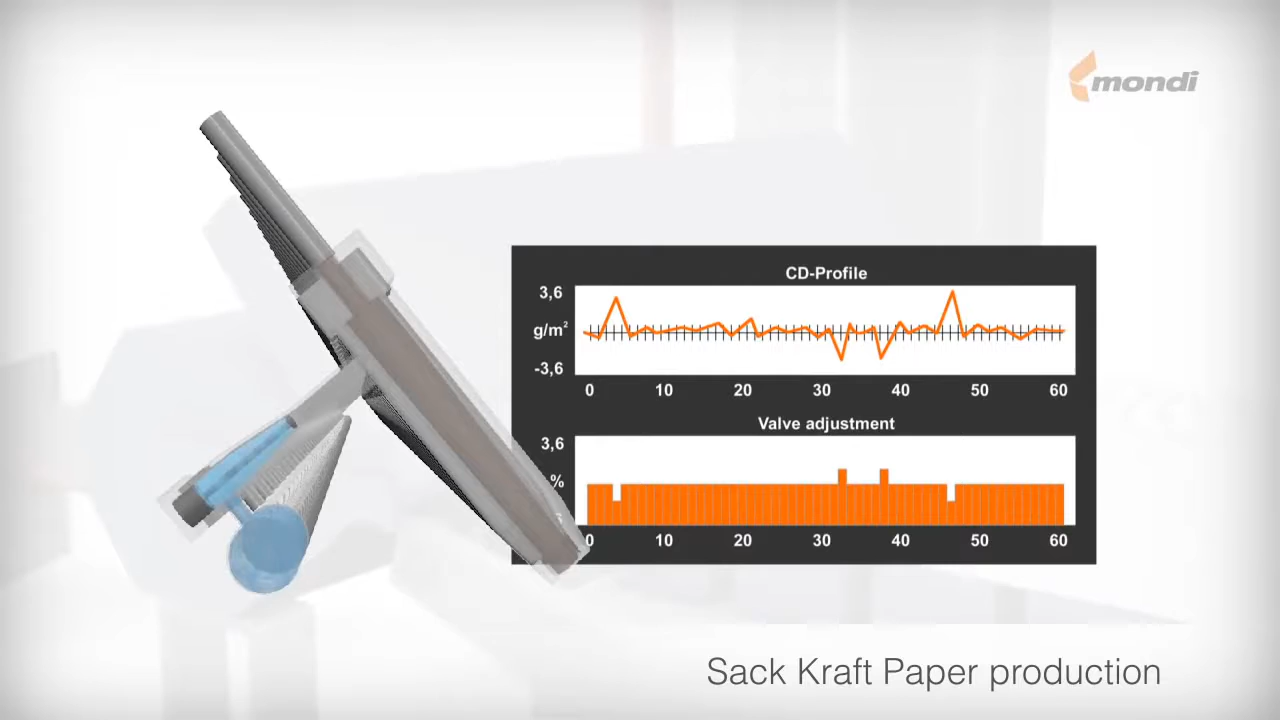 mondi
CD-Profile
3,6
g/m²
-3,6
0 10 20 30 40 50 60
Valve adjustment
3,6
%
0 10 20 30 40 50 60
Sack Kraft Paper production